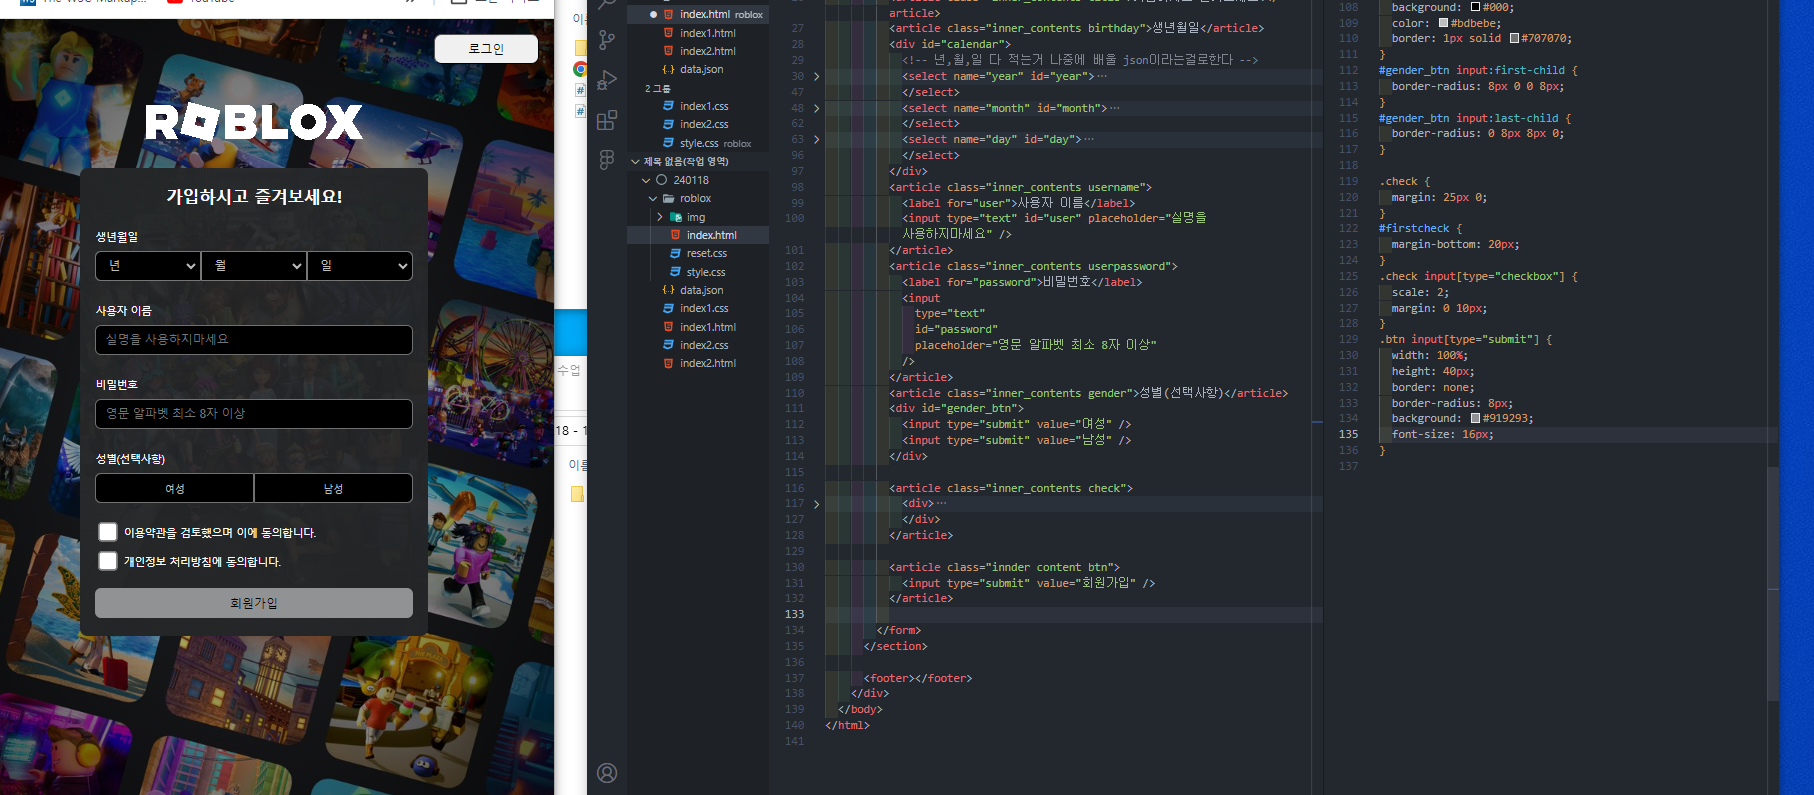 The W3C Markup...
YouTube
로그인
ROBLOX
가입하시고 즐겨보세요!
생년월일
년
월
일
사용자 이름
실명을 사용하지마세요
비밀번호
영문 알파벳 최소 8자 이상
성별(선택사항)
여성
남성
이용약관을 검토했으며 이에 동의합니다.
개인정보 처리방침에 동의합니다.
회원가입
수업
18 - 1
index.html roblox
index1.html
index2.html
data.json
2 그룹
index1.css
index2.css
style.css roblox
제목 없음(작업 영역)
240118
roblox
img
index.html
reset.css
style.css
data.json
index1.css
index1.html
index2.css
index2.html
article>
27 <article class="inner_contents birthday">생년월일</article>
28 <div id="calendar">
29 <!-- 년,월,일 다 적는거 나중에 배울 json이라는걸로한다 -->
30 <select name="year" id="year">…
47 </select>
48 <select name="month" id="month">…
62 </select>
63 <select name="day" id="day">…
96 </select>
97 </div>
98 <article class="inner_contents username">
99 <label for="user">사용자 이름</label>
100 <input type="text" id="user" placeholder="실명을
사용하지마세요" />
101 </article>
102 <article class="inner_contents userpassword">
103 <label for="password">비밀번호</label>
104 <input
105 type="text"
106 id="password"
107 placeholder="영문 알파벳 최소 8자 이상"
108 />
109 </article>
110 <article class="inner_contents gender">성별(선택사항)</article>
111 <div id="gender_btn">
112 <input type="submit" value="여성" />
113 <input type="submit" value="남성" />
114 </div>
115
116 <article class="inner_contents check">
117 <div>…
127 </div>
128 </article>
129
130 <article class="innder content btn">
131 <input type="submit" value="회원가입" />
132 </article>
133
134 </form>
135 </section>
136
137 <footer></footer>
138 </div>
139 </body>
140 </html>
141
108 background: #000;
109 color: #bdbebe;
110 border: 1px solid #707070;
111 }
112 #gender_btn input:first-child {
113 border-radius: 8px 0 0 8px;
114 }
115 #gender_btn input:last-child {
116 border-radius: 0 8px 8px 0;
117 }
118
119 .check {
120 margin: 25px 0;
121 }
122 #firstcheck {
123 margin-bottom: 20px;
124 }
125 .check input[type="checkbox"] {
126 scale: 2;
127 margin: 0 10px;
128 }
129 .btn input[type="submit"] {
130 width: 100%;
131 height: 40px;
132 border: none;
133 border-radius: 8px;
134 background: #919293;
135 font-size: 16px;
136 }
137